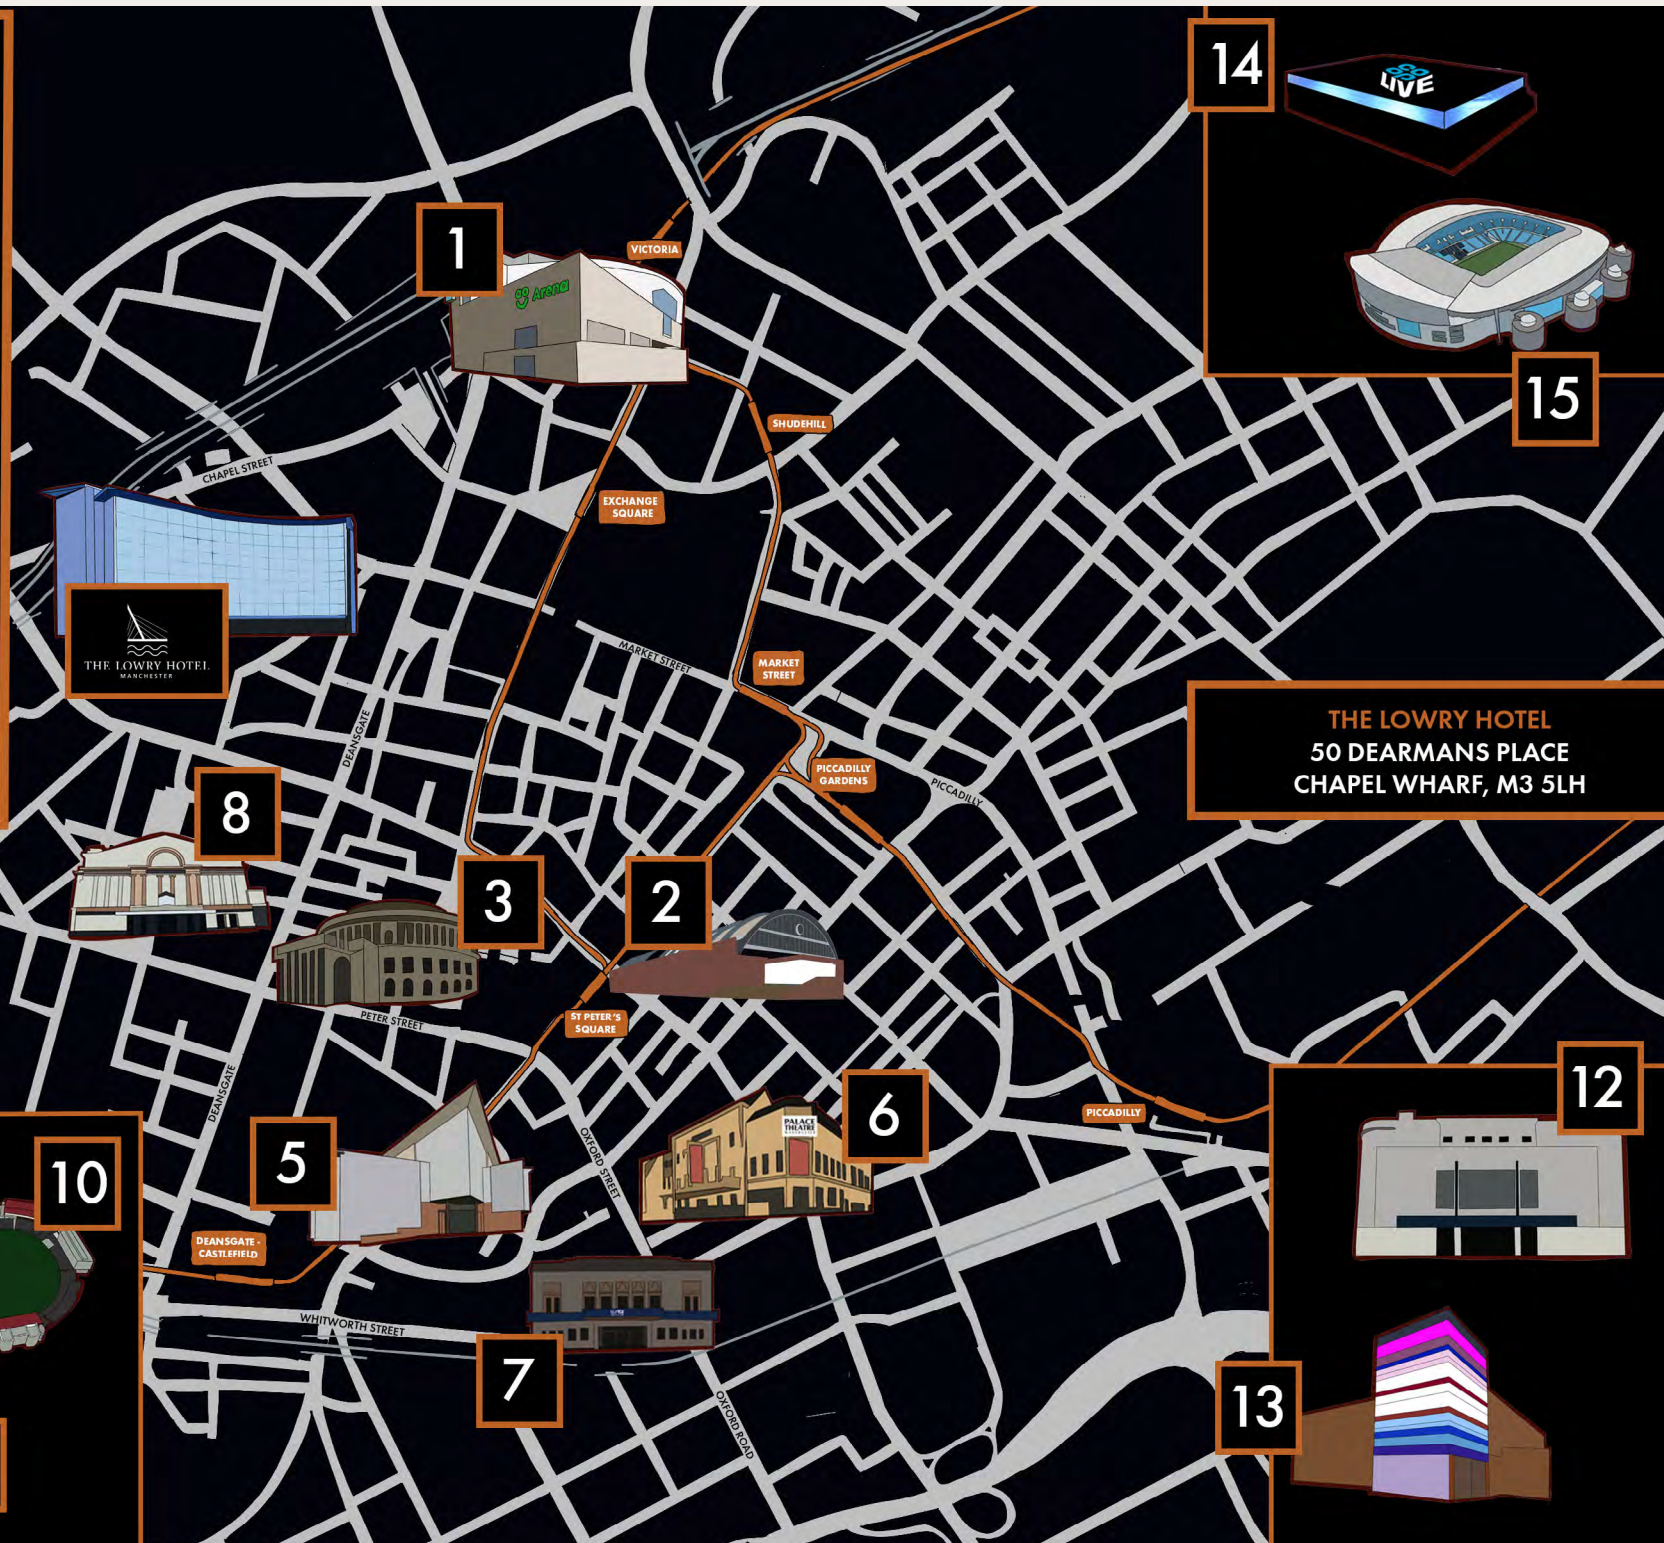 14
CO
OP
LIVE
1
VICTORIA
ao Arena
15
SHUDEHILL
CHAPEL STREET
EXCHANGE
SQUARE
THE LOWRY HOTEL
MANCHESTER
MARKET STREET
MARKET
STREET
DEANSGATE
THE LOWRY HOTEL
50 DEARMANS PLACE
CHAPEL WHARF, M3 5LH
PICCADILLY
GARDENS
PICCADILLY
8
3
2
PETER STREET
ST PETER'S
SQUARE
12
DEANSGATE
6
PALACE
THEATRE
PICCADILLY
5
OXFORD STREET
10
DEANSGATE -
CASTLEFIELD
WHITWORTH STREET
7
OXFORD ROAD
13